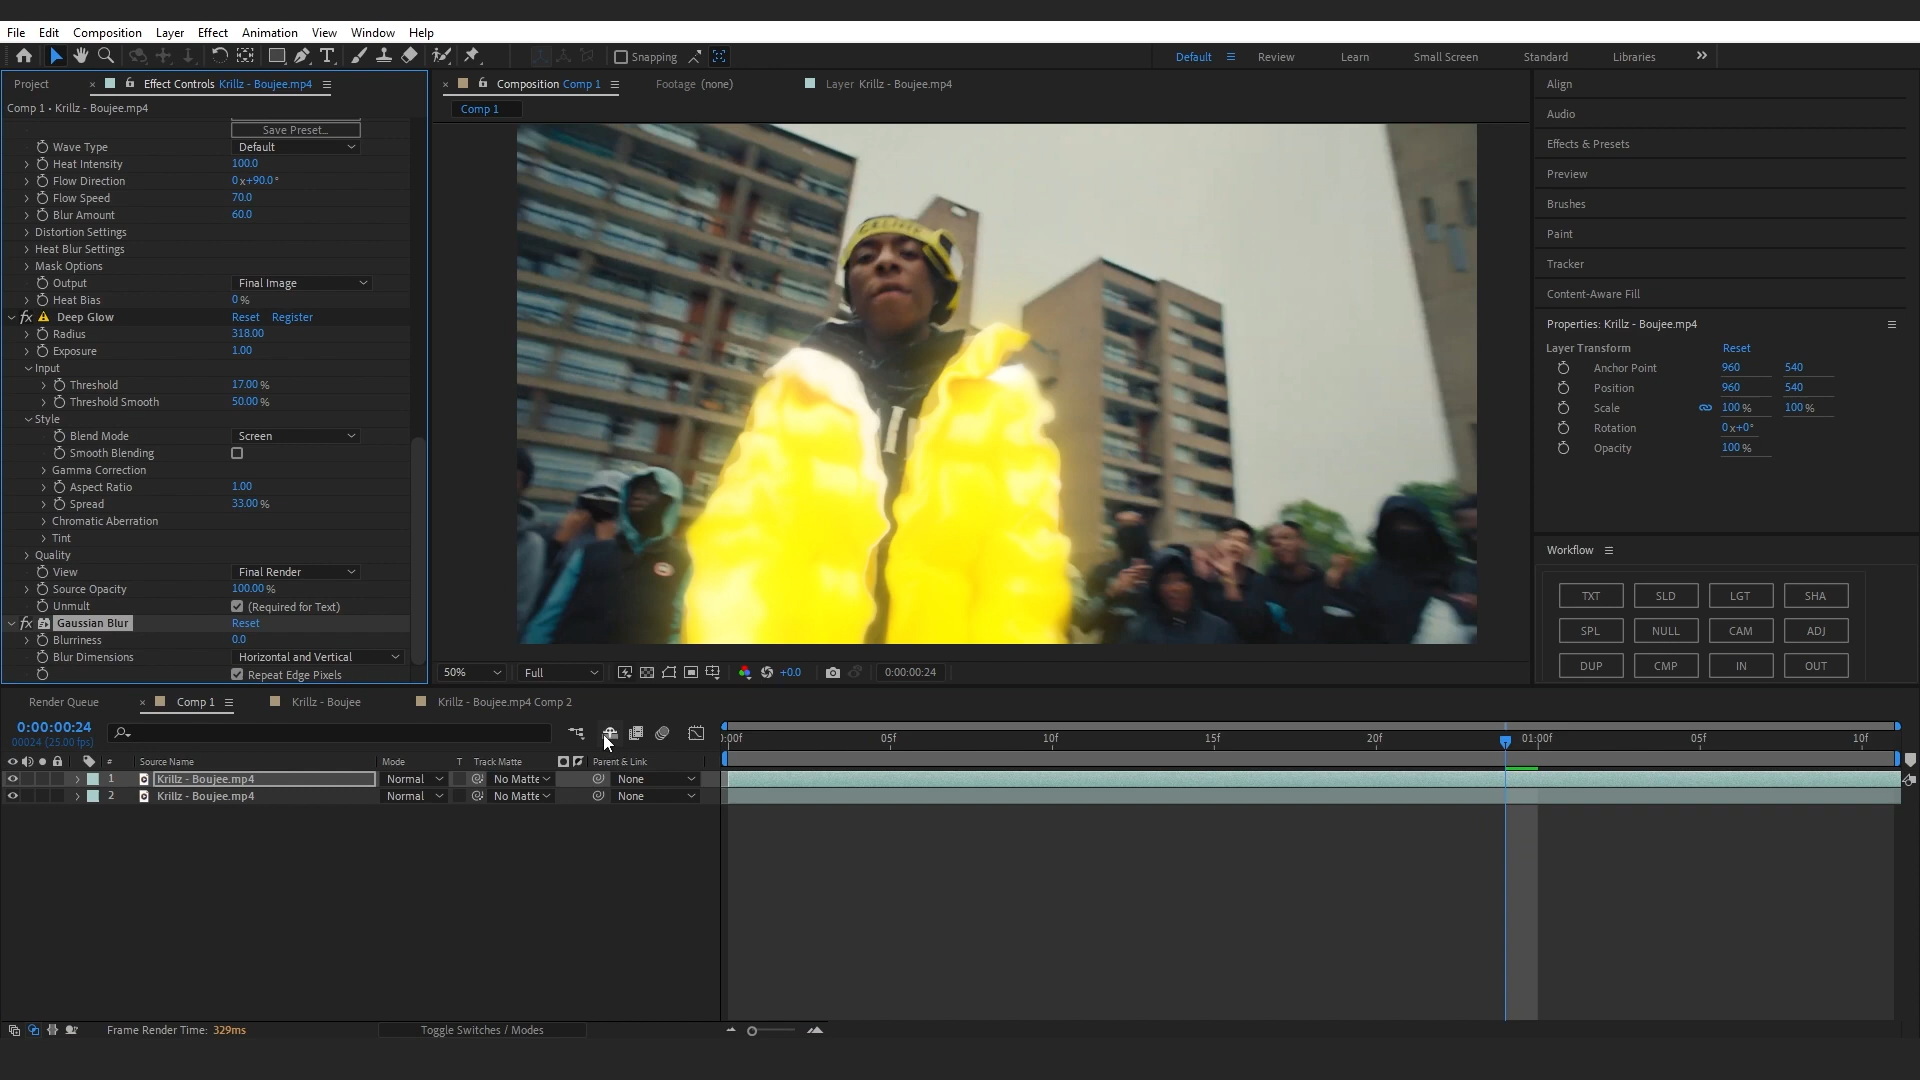 File Edit Composition Layer Effect Animation View Window Help
Snapping Default Review Learn Small Screen Standard Libraries
Project Effect Controls Krillz - Boujee.mp4
Comp 1 • Krillz - Boujee.mp4
Save Preset...
Wave Type Default
Heat Intensity 100.0
Flow Direction 0x+90.0°
Flow Speed 70.0
Blur Amount 60.0
Distortion Settings
Heat Blur Settings
Mask Options
Output Final Image
Heat Bias 0 %
fx Deep Glow Reset Register
Radius 318.00
Exposure 1.00
Input
Threshold 17.00 %
Threshold Smooth 50.00 %
Style
Blend Mode Screen
Smooth Blending
Gamma Correction
Aspect Ratio 1.00
Spread 33.00 %
Chromatic Aberration
Tint
Quality
View Final Render
Source Opacity 100.00 %
Unmult (Required for Text)
fx Gaussian Blur Reset
Blurriness 0.0
Blur Dimensions Horizontal and Vertical
Repeat Edge Pixels
Composition Comp 1 Footage (none) Layer Krillz - Boujee.mp4
Comp 1
50% Full +0.0 0:00:00:24
Align
Audio
Effects & Presets
Preview
Brushes
Paint
Tracker
Content-Aware Fill
Properties: Krillz - Boujee.mp4
Layer Transform Reset
Anchor Point 960 540
Position 960 540
Scale 100 % 100 %
Rotation 0x+0°
Opacity 100 %
Workflow
TXT SLD LGT SHA
SPL NULL CAM ADJ
DUP CMP IN OUT
Render Queue Comp 1 Krillz - Boujee Krillz - Boujee.mp4 Comp 2
0:00:00:24
00024 (25.00 fps)
:00f 05f 10f 15f 20f 01:00f 05f 10f
# Source Name Mode T Track Matte Parent & Link
1 Krillz - Boujee.mp4 Normal No Matte None
2 Krillz - Boujee.mp4 Normal No Matte None
Frame Render Time: 329ms Toggle Switches / Modes